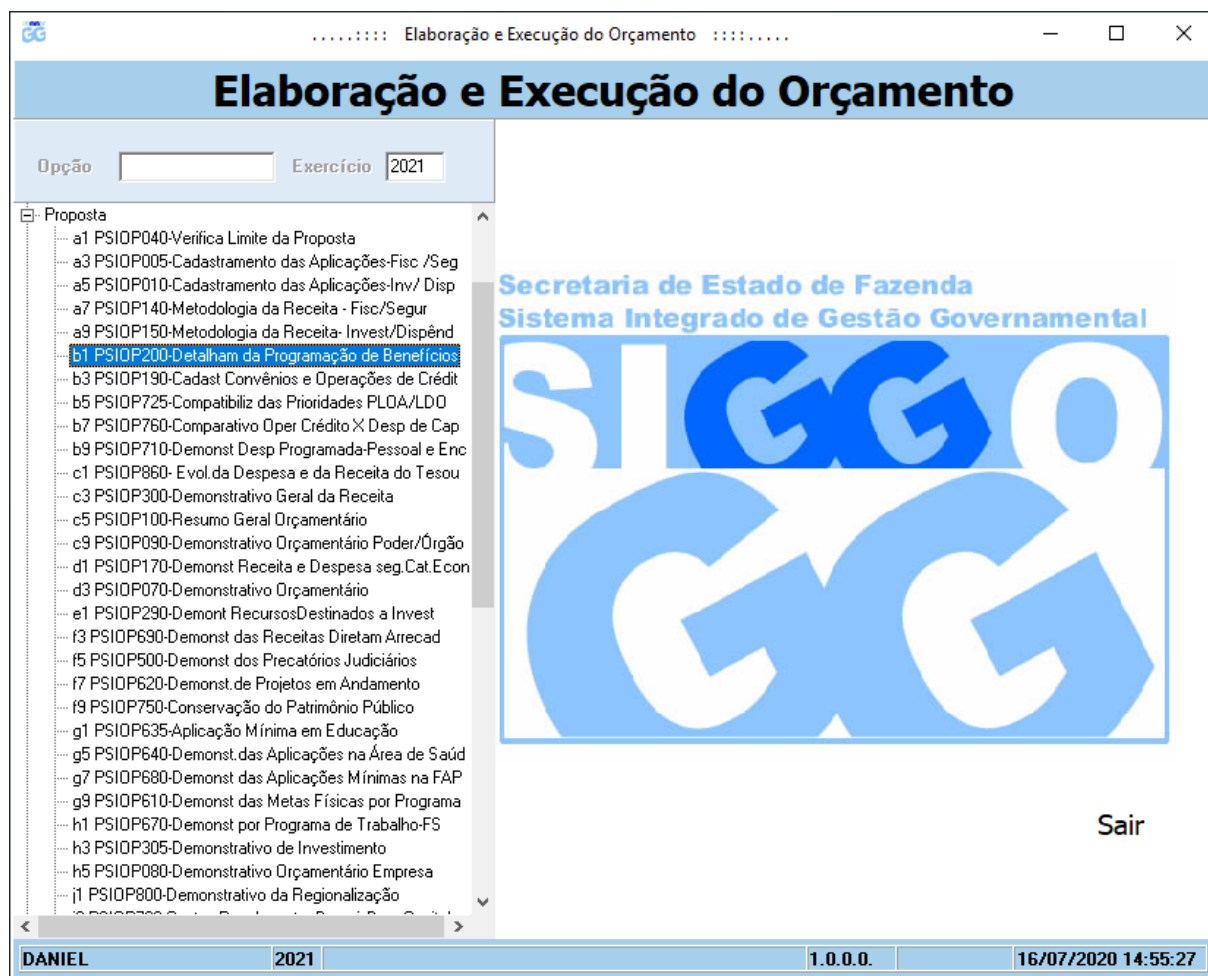 .....:::: Elaboração e Execução do Orçamento ::::.....
Elaboração e Execução do Orçamento
Opção Exercício 2021
Proposta
a1 PSIOP040-Verifica Limite da Proposta
a3 PSIOP005-Cadastramento das Aplicações-Fisc /Seg
a5 PSIOP010-Cadastramento das Aplicações-Inv/ Disp
a7 PSIOP140-Metodologia da Receita - Fisc/Segur
a9 PSIOP150-Metodologia da Receita- Invest/Dispênd
b1 PSIOP200-Detalham da Programação de Benefícios
b3 PSIOP190-Cadast Convênios e Operações de Crédit
b5 PSIOP725-Compatibiliz das Prioridades PLOA/LDO
b7 PSIOP760-Comparativo Oper Crédito X Desp de Cap
b9 PSIOP710-Demonst Desp Programada-Pessoal e Enc
c1 PSIOP860- Evol.da Despesa e da Receita do Tesou
c3 PSIOP300-Demonstrativo Geral da Receita
c5 PSIOP100-Resumo Geral Orçamentário
c9 PSIOP090-Demonstrativo Orçamentário Poder/Órgão
d1 PSIOP170-Demonst Receita e Despesa seg.Cat.Econ
d3 PSIOP070-Demonstrativo Orçamentário
e1 PSIOP290-Demont RecursosDestinados a Invest
f3 PSIOP690-Demonst das Receitas Diretam Arrecad
f5 PSIOP500-Demonst dos Precatórios Judiciários
f7 PSIOP620-Demonst.de Projetos em Andamento
f9 PSIOP750-Conservação do Patrimônio Público
g1 PSIOP635-Aplicação Mínima em Educação
g5 PSIOP640-Demonst.das Aplicações na Área de Saúd
g7 PSIOP680-Demonst das Aplicações Mínimas na FAP
g9 PSIOP610-Demonst das Metas Físicas por Programa
h1 PSIOP670-Demonst por Programa de Trabalho-FS
h3 PSIOP305-Demonstrativo de Investimento
h5 PSIOP080-Demonstrativo Orçamentário Empresa
j1 PSIOP800-Demonstrativo da Regionalização
Secretaria de Estado de Fazenda
Sistema Integrado de Gestão Governamental
SIGGO
GG
Sair
DANIEL 2021 1.0.0.0. 16/07/2020 14:55:27